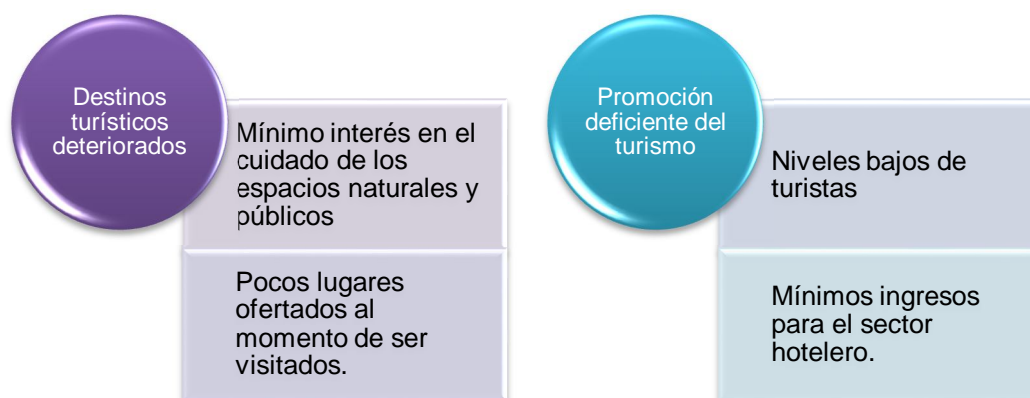 Destinos
turísticos
deteriorados
Mínimo interés en el
cuidado de los
espacios naturales y
públicos
Pocos lugares
ofertados al
momento de ser
visitados.
Promoción
deficiente del
turismo
Niveles bajos de
turistas
Mínimos ingresos
para el sector
hotelero.